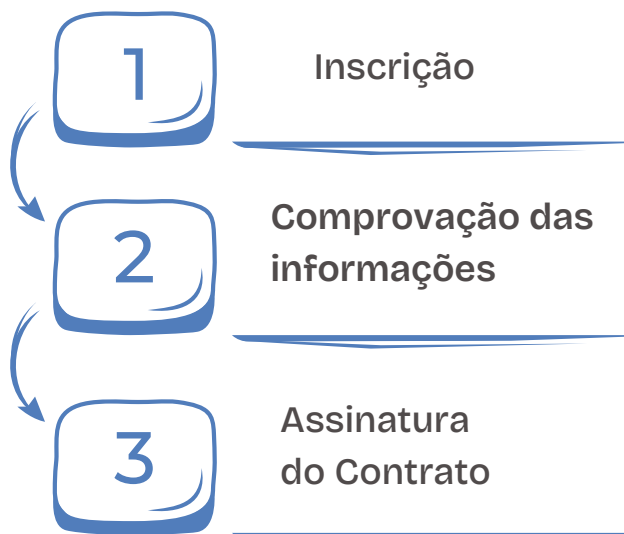 1
Inscrição
2
Comprovação das
informações
3
Assinatura
do Contrato